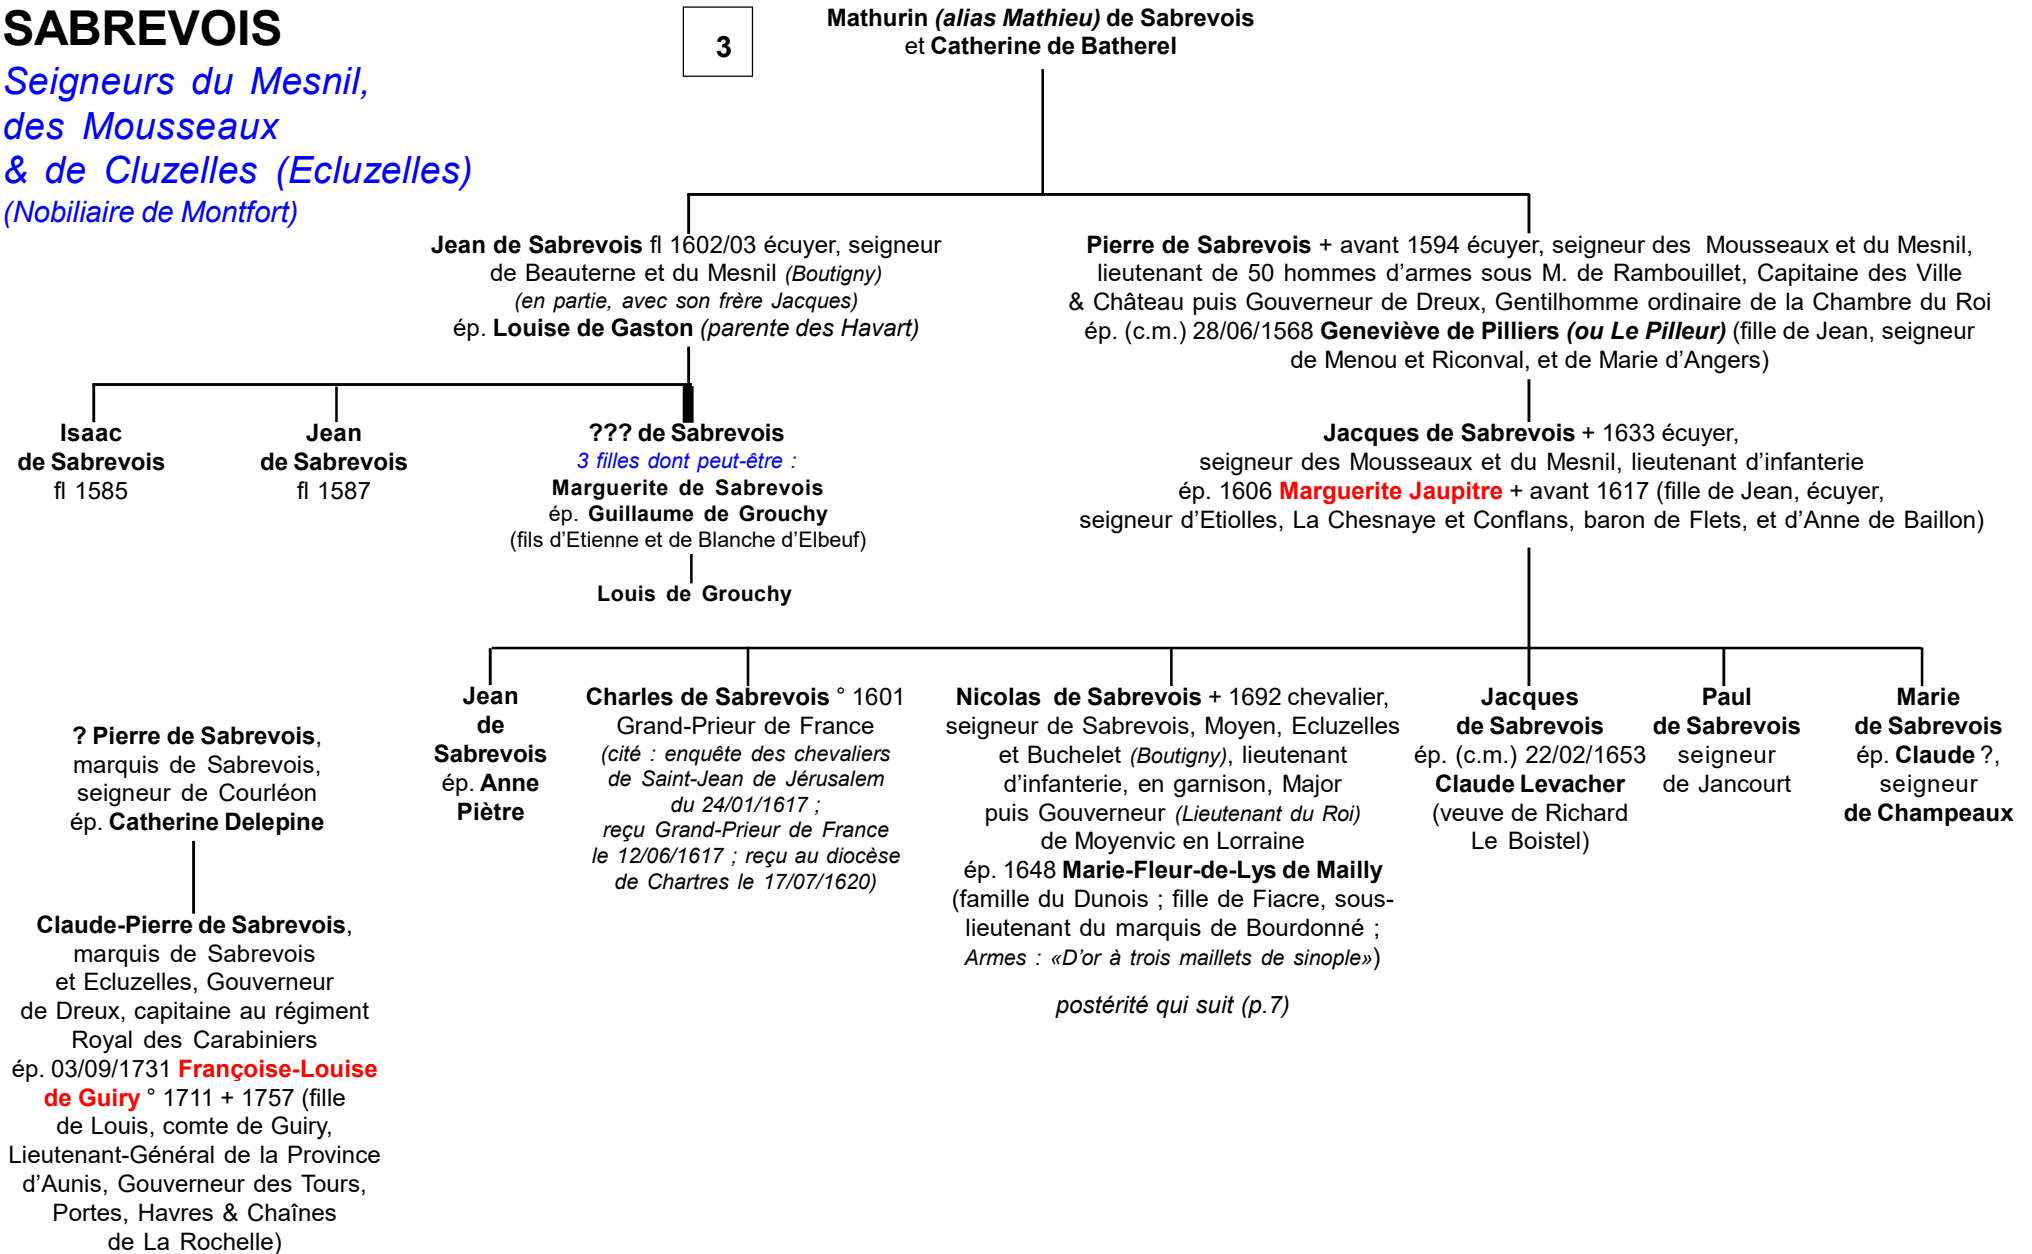 SABREVOIS
Seigneurs du Mesnil,
des Mousseaux
& de Cluzelles (Ecluzelles)
(Nobiliaire de Montfort)
3
Mathurin (alias Mathieu) de Sabrevois
et Catherine de Batherel
Jean de Sabrevois fl 1602/03 écuyer, seigneur
de Beauterne et du Mesnil (Boutigny)
(en partie, avec son frère Jacques)
ép. Louise de Gaston (parente des Havart)
Pierre de Sabrevois + avant 1594 écuyer, seigneur des Mousseaux et du Mesnil,
lieutenant de 50 hommes d'armes sous M. de Rambouillet, Capitaine des Ville
& Château puis Gouverneur de Dreux, Gentilhomme ordinaire de la Chambre du Roi
ép. (c.m.) 28/06/1568 Geneviève de Pilliers (ou Le Pilleur) (fille de Jean, seigneur
de Menou et Riconval, et de Marie d'Angers)
Isaac
de Sabrevois
fl 1585
Jean
de Sabrevois
fl 1587
??? de Sabrevois
3 filles dont peut-être :
Marguerite de Sabrevois
ép. Guillaume de Grouchy
(fils d'Etienne et de Blanche d'Elbeuf)
Louis de Grouchy
Jacques de Sabrevois + 1633 écuyer,
seigneur des Mousseaux et du Mesnil, lieutenant d'infanterie
ép. 1606 Marguerite Jaupitre + avant 1617 (fille de Jean, écuyer,
seigneur d'Etiolles, La Chesnaye et Conflans, baron de Flets, et d'Anne de Baillon)
Jean
de
Sabrevois
ép. Anne
Piètre
Charles de Sabrevois ° 1601
Grand-Prieur de France
(cité : enquête des chevaliers
de Saint-Jean de Jérusalem
du 24/01/1617 ;
reçu Grand-Prieur de France
le 12/06/1617 ; reçu au diocèse
de Chartres le 17/07/1620)
Nicolas de Sabrevois + 1692 chevalier,
seigneur de Sabrevois, Moyen, Ecluzelles
et Buchelet (Boutigny), lieutenant
d'infanterie, en garnison, Major
puis Gouverneur (Lieutenant du Roi)
de Moyenvic en Lorraine
ép. 1648 Marie-Fleur-de-Lys de Mailly
(famille du Dunois ; fille de Fiacre, sous-
lieutenant du marquis de Bourdonné ;
Armes : «D'or à trois maillets de sinople»)
postérité qui suit (p.7)
Jacques
de Sabrevois
ép. (c.m.) 22/02/1653
Claude Levacher
(veuve de Richard
Le Boistel)
Paul
de Sabrevois
seigneur
de Jancourt
Marie
de Sabrevois
ép. Claude ?,
seigneur
de Champeaux
? Pierre de Sabrevois,
marquis de Sabrevois,
seigneur de Courléon
ép. Catherine Delepine
Claude-Pierre de Sabrevois,
marquis de Sabrevois
et Ecluzelles, Gouverneur
de Dreux, capitaine au régiment
Royal des Carabiniers
ép. 03/09/1731 Françoise-Louise
de Guiry ° 1711 + 1757 (fille
de Louis, comte de Guiry,
Lieutenant-Général de la Province
d'Aunis, Gouverneur des Tours,
Portes, Havres & Chaînes
de La Rochelle)